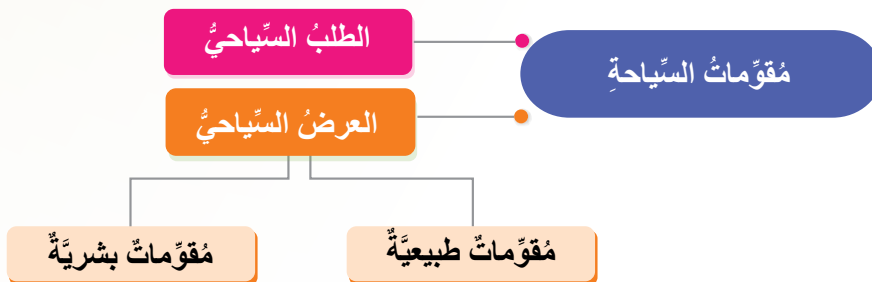 مُقوِّماتُ السِّياحةِ
الطلبُ السِّياحيُّ
العرضُ السِّياحيُّ
مُقوِّماتٌ طبيعيَّةٌ
مُقوِّماتٌ بشريَّةٌ